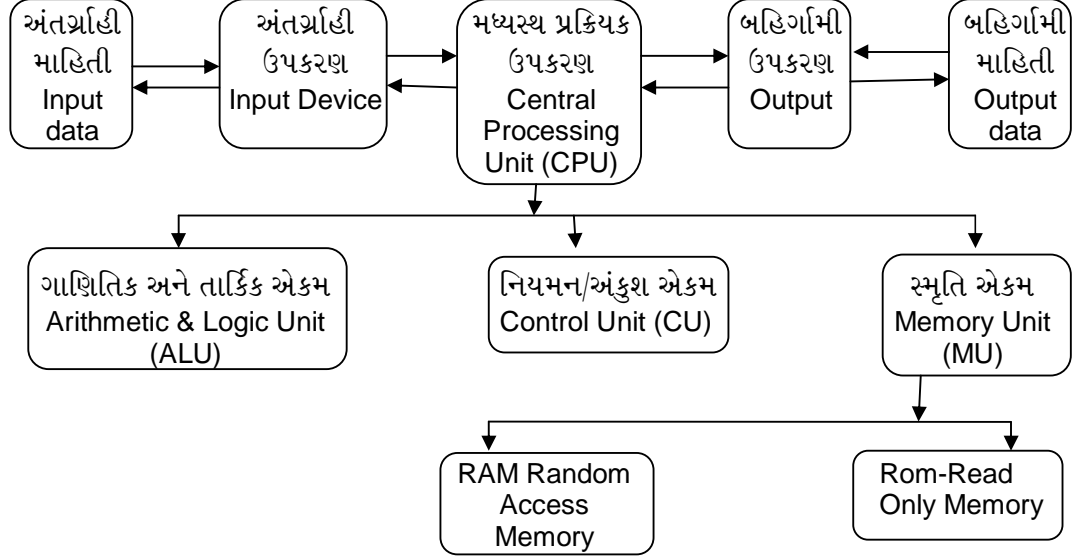 અંતર્ગ્રાહી
માહિતી
Input
data
અંતર્ગ્રાહી
ઉપકરણ
Input Device
મધ્યસ્થ પ્રક્રિયક
ઉપકરણ
Central
Processing
Unit (CPU)
બહિર્ગામી
ઉપકરણ
Output
બહિર્ગામી
માહિતી
Output
data
ગાણિતિક અને તાર્કિક એકમ
Arithmetic & Logic Unit
(ALU)
નિયમન/અંકુશ એકમ
Control Unit (CU)
સ્મૃતિ એકમ
Memory Unit
(MU)
RAM Random
Access
Memory
Rom-Read
Only Memory